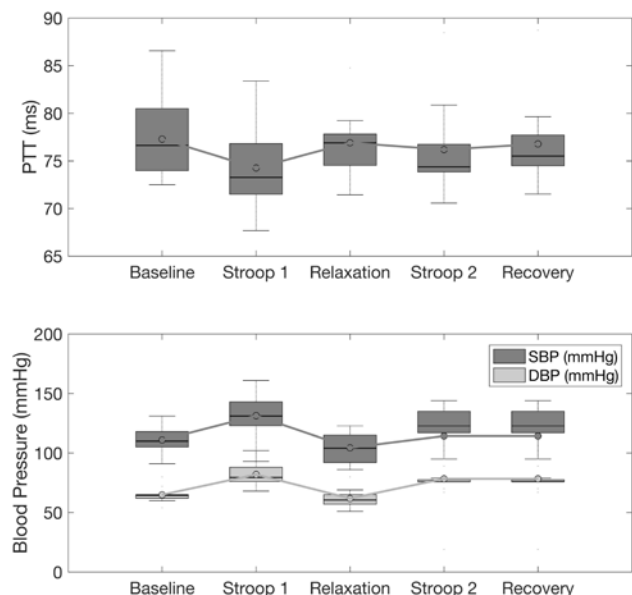 90
85
80
75
70
65
PTT (ms)
Baseline Stroop 1 Relaxation Stroop 2 Recovery
200
150
100
50
0
Blood Pressure (mmHg)
SBP (mmHg)
DBP (mmHg)
Baseline Stroop 1 Relaxation Stroop 2 Recovery